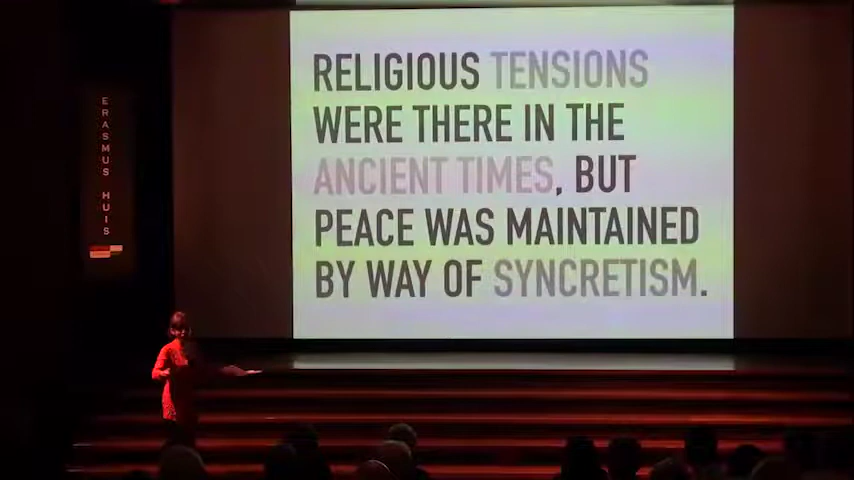 RELIGIOUS TENSIONS
WERE THERE IN THE
ANCIENT TIMES, BUT
PEACE WAS MAINTAINED
BY WAY OF SYNCRETISM.
ERASMUS HUIS